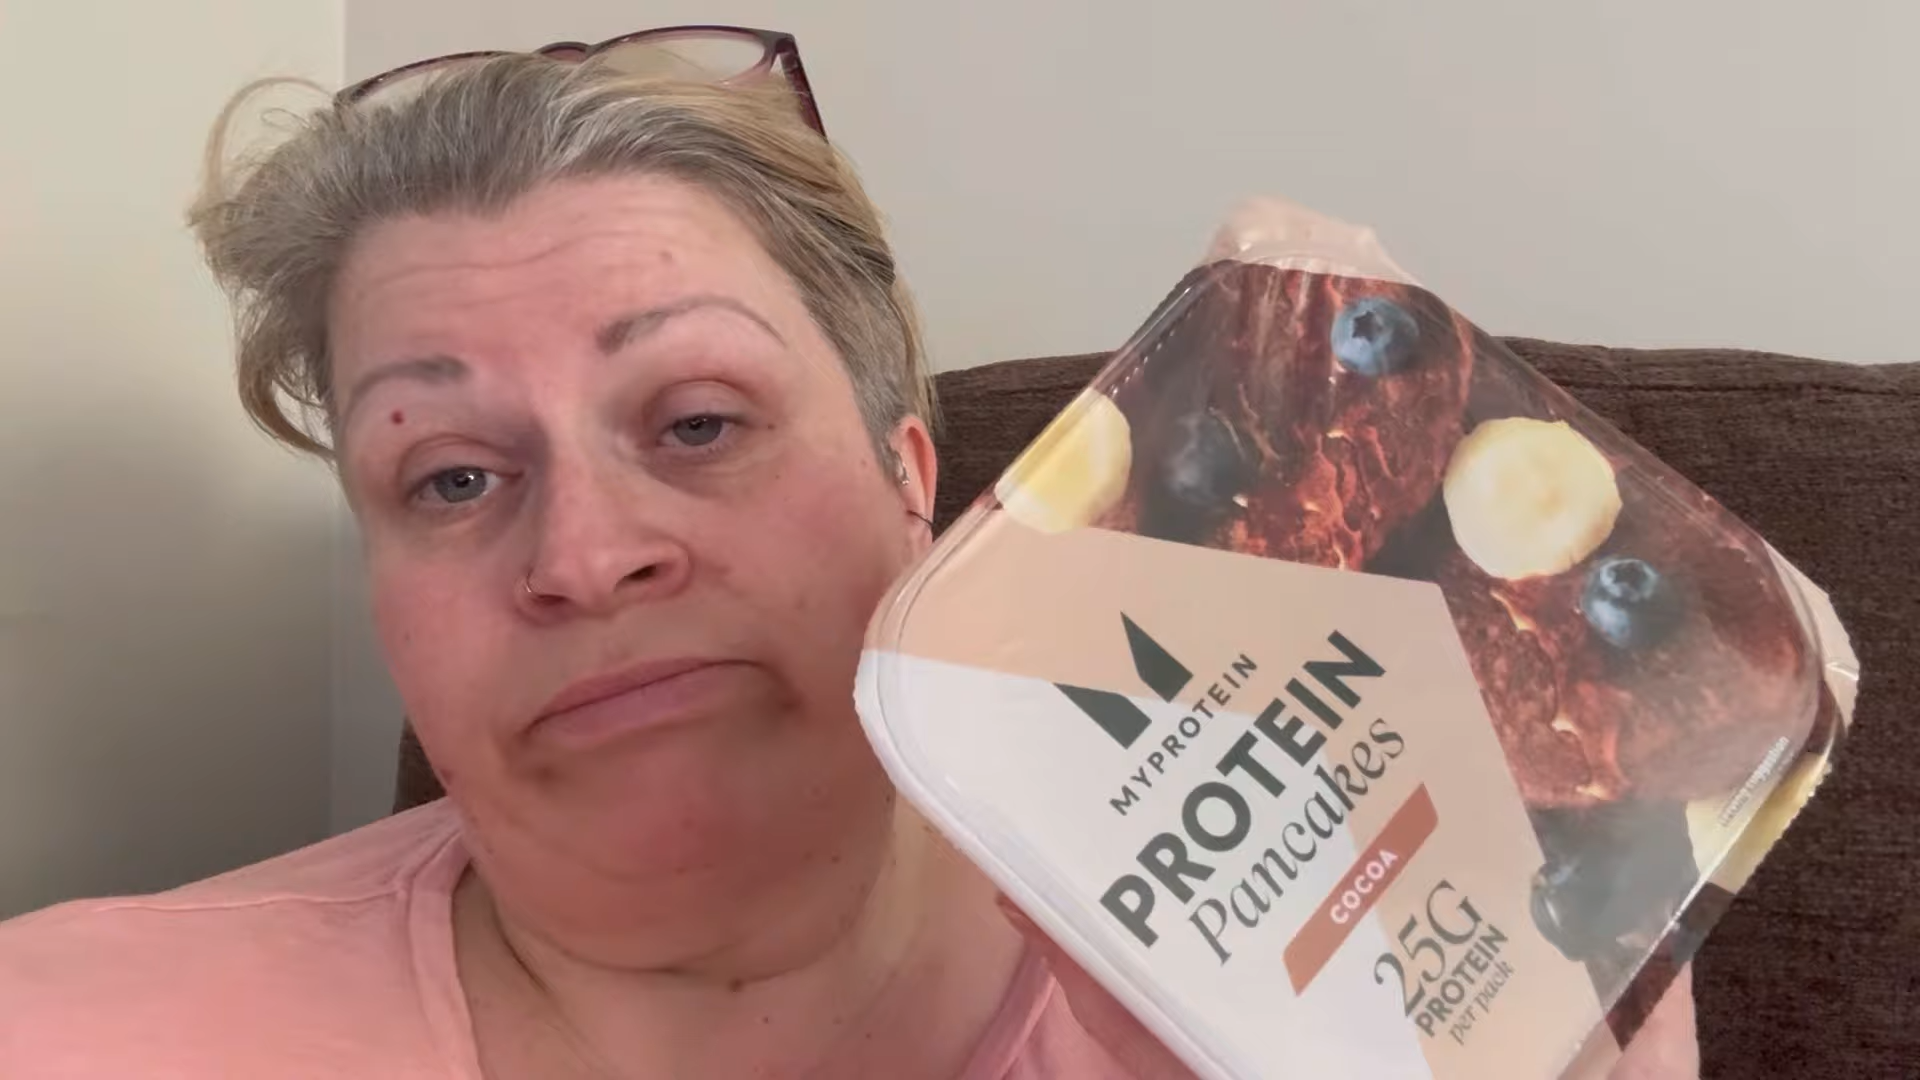 MYPROTEIN
PROTEIN
Pancakes
COCOA
25G
PROTEIN
per pack